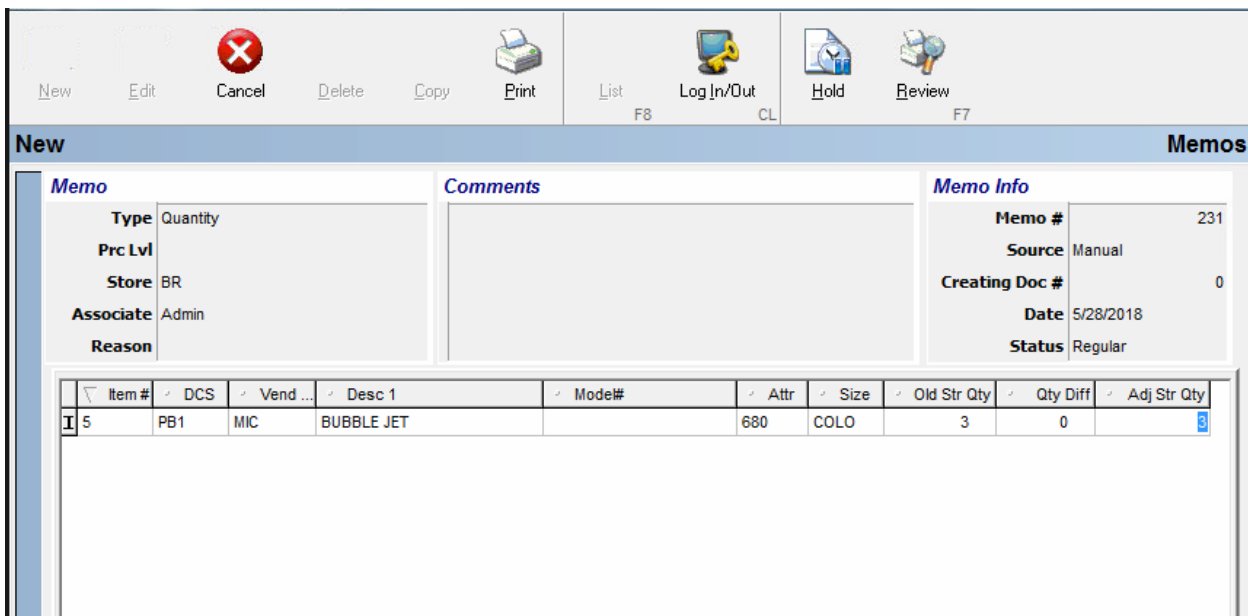 New Edit Cancel Delete Copy Print List Log In/Out Hold Review
F8 CL F7
New Memos
Memo Comments Memo Info
Type Quantity Memo # 231
Prc Lvl Source Manual
Store BR Creating Doc # 0
Associate Admin Date 5/28/2018
Reason Status Regular
Item # DCS Vend ... Desc 1 Model# Attr Size Old Str Qty Qty Diff Adj Str Qty
5 PB1 MIC BUBBLE JET 680 COLO 3 0 3